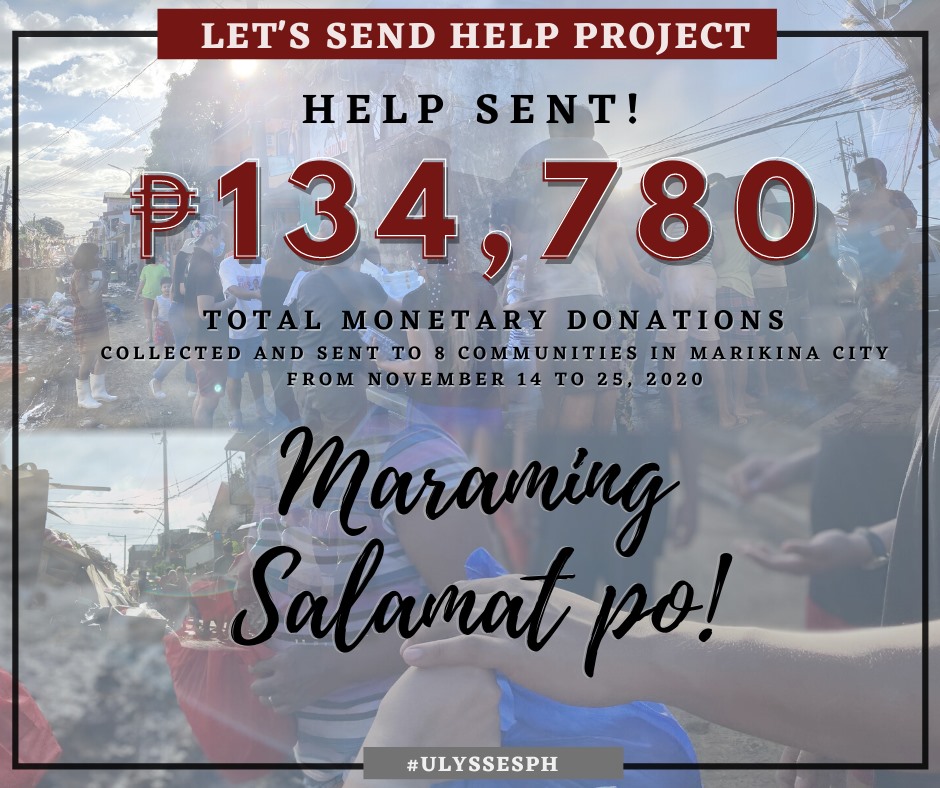 LET'S SEND HELP PROJECT
HELP SENT!
₱134,780
TOTAL MONETARY DONATIONS
COLLECTED AND SENT TO 8 COMMUNITIES IN MARIKINA CITY
FROM NOVEMBER 14 TO 25, 2020
Maraming
Salamat po!
#ULYSSESPH